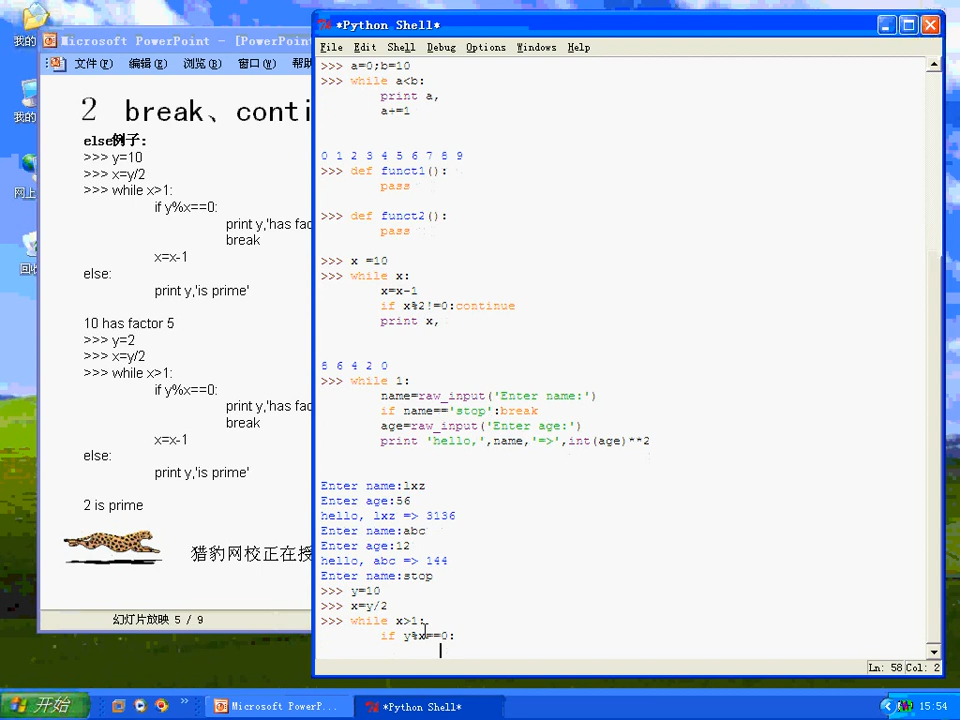 我的
我的
网上
回收
Microsoft PowerPoint - [PowerPoint
文件(F) 编辑(E) 浏览(B) 窗口(W) 帮助
2 break、conti
else例子:
>>> y=10
>>> x=y/2
>>> while x>1:
if y%x==0:
print y,'has fac
break
x=x-1
else:
print y,'is prime'
10 has factor 5
>>> y=2
>>> x=y/2
>>> while x>1:
if y%x==0:
print y,'has fac
break
x=x-1
else:
print y,'is prime'
2 is prime
猎豹网校正在授
幻灯片放映 5 / 9
*Python Shell*
File Edit Shell Debug Options Windows Help
>>> a=0;b=10
>>> while a<b:
print a,
a+=1
0 1 2 3 4 5 6 7 8 9
>>> def funct1():
pass
>>> def funct2():
pass
>>> x =10
>>> while x:
x=x-1
if x%2!=0:continue
print x,
8 6 4 2 0
>>> while 1:
name=raw_input('Enter name:')
if name=='stop':break
age=raw_input('Enter age:')
print 'hello,',name,'=>',int(age)**2
Enter name:lxz
Enter age:56
hello, lxz => 3136
Enter name:abc
Enter age:12
hello, abc => 144
Enter name:stop
>>> y=10
>>> x=y/2
>>> while x>1:
if y%x==0:
Ln: 58 Col: 2
开始
Microsoft PowerP...
*Python Shell*
15:54